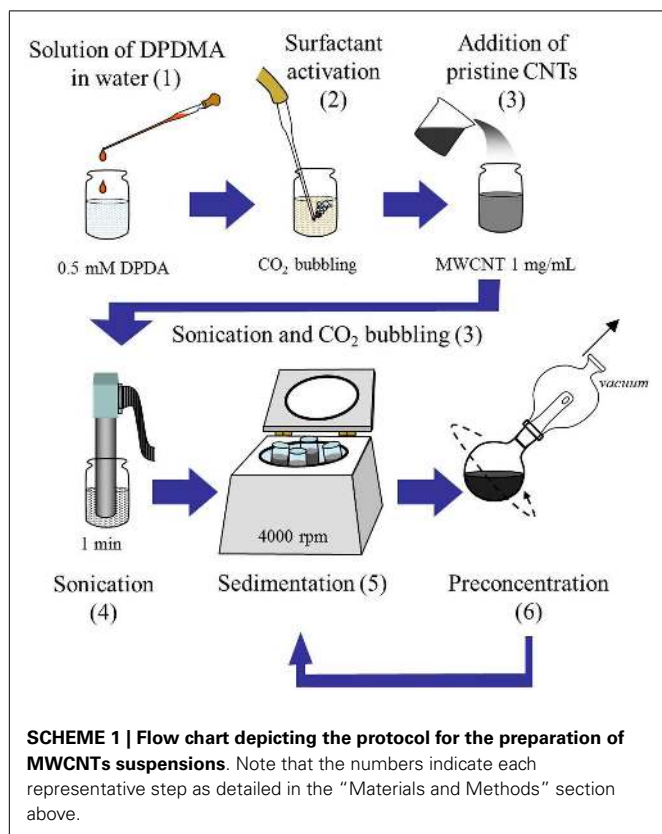 Solution of DPDMA
in water (1)
Surfactant
activation
(2)
Addition of
pristine CNTs
(3)
0.5 mM DPDA
CO₂ bubbling
MWCNT 1 mg/mL
Sonication and CO₂ bubbling (3)
vacuum
1 min
4000 rpm
Sonication
(4)
Sedimentation (5)
Preconcentration
(6)
SCHEME 1 | Flow chart depicting the protocol for the preparation of
MWCNTs suspensions. Note that the numbers indicate each
representative step as detailed in the “Materials and Methods” section
above.